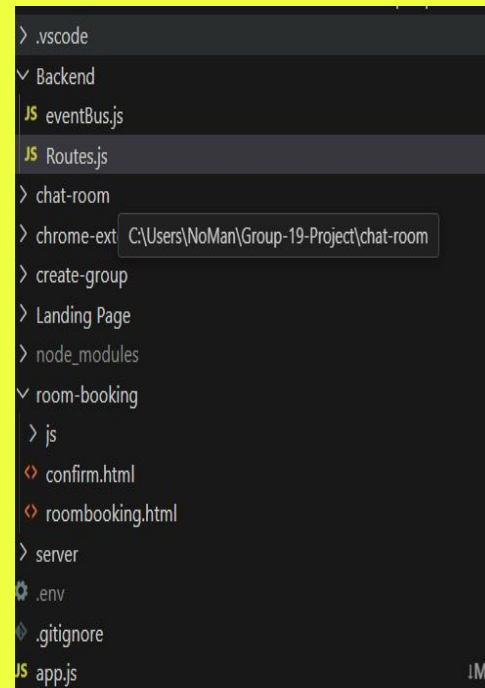 .vscode
Backend
JS eventBus.js
JS Routes.js
chat-room
chrome-ext
C:\Users\NoMan\Group-19-Project\chat-room
create-group
Landing Page
node_modules
room-booking
js
<> confirm.html
<> roombooking.html
server
.env
.gitignore
JS app.js ↓M